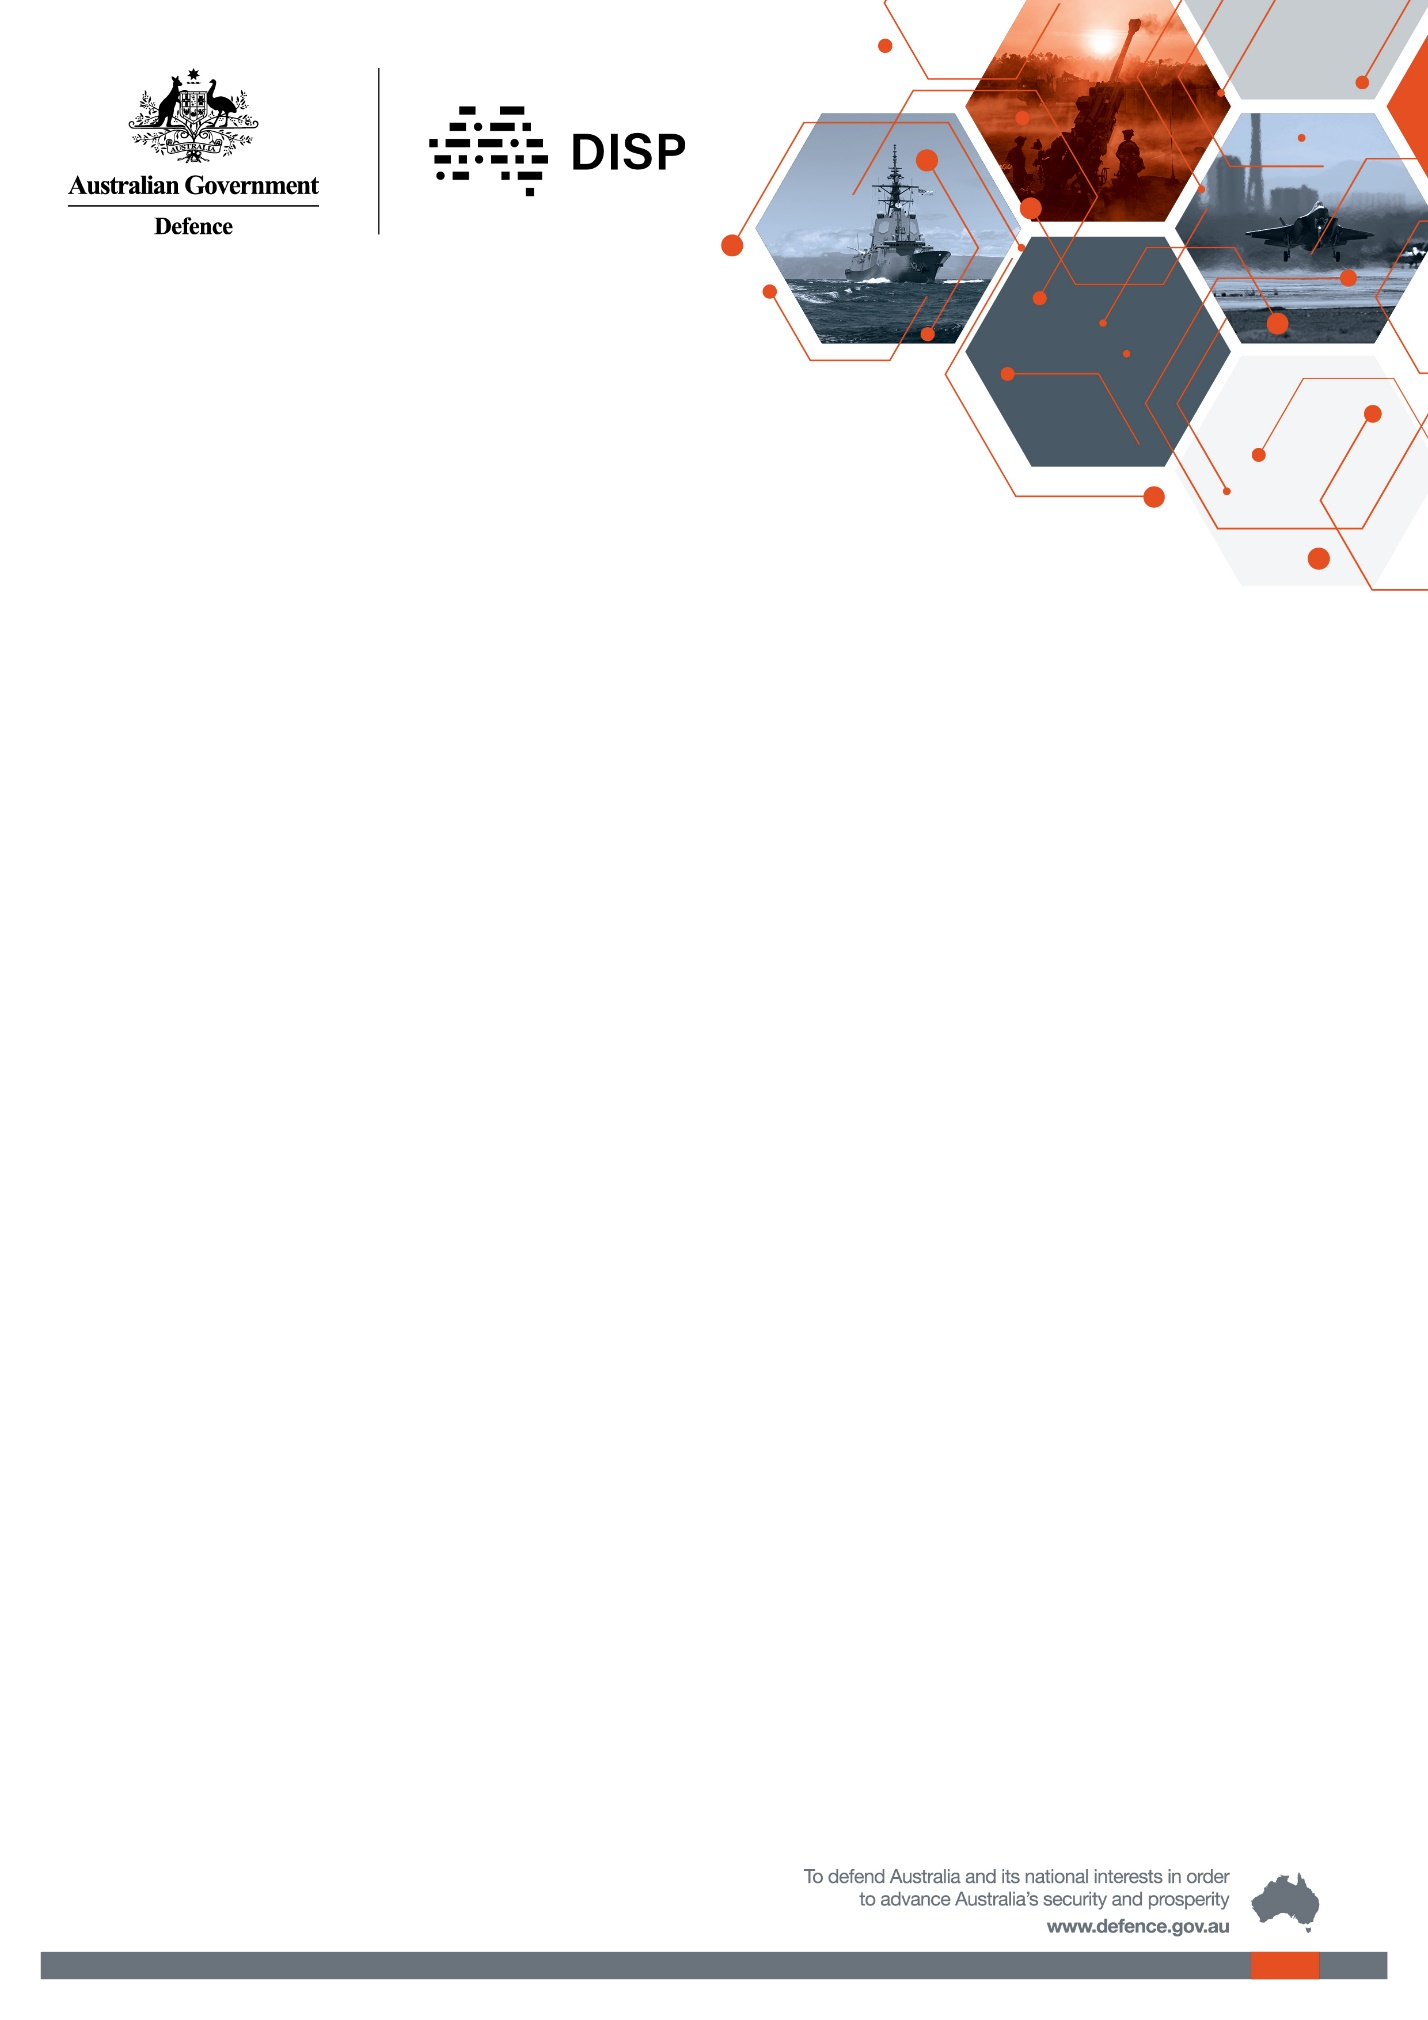 AUSTRALIA
Australian Government
Defence
DISP
To defend Australia and its national interests in order
to advance Australia's security and prosperity
www.defence.gov.au